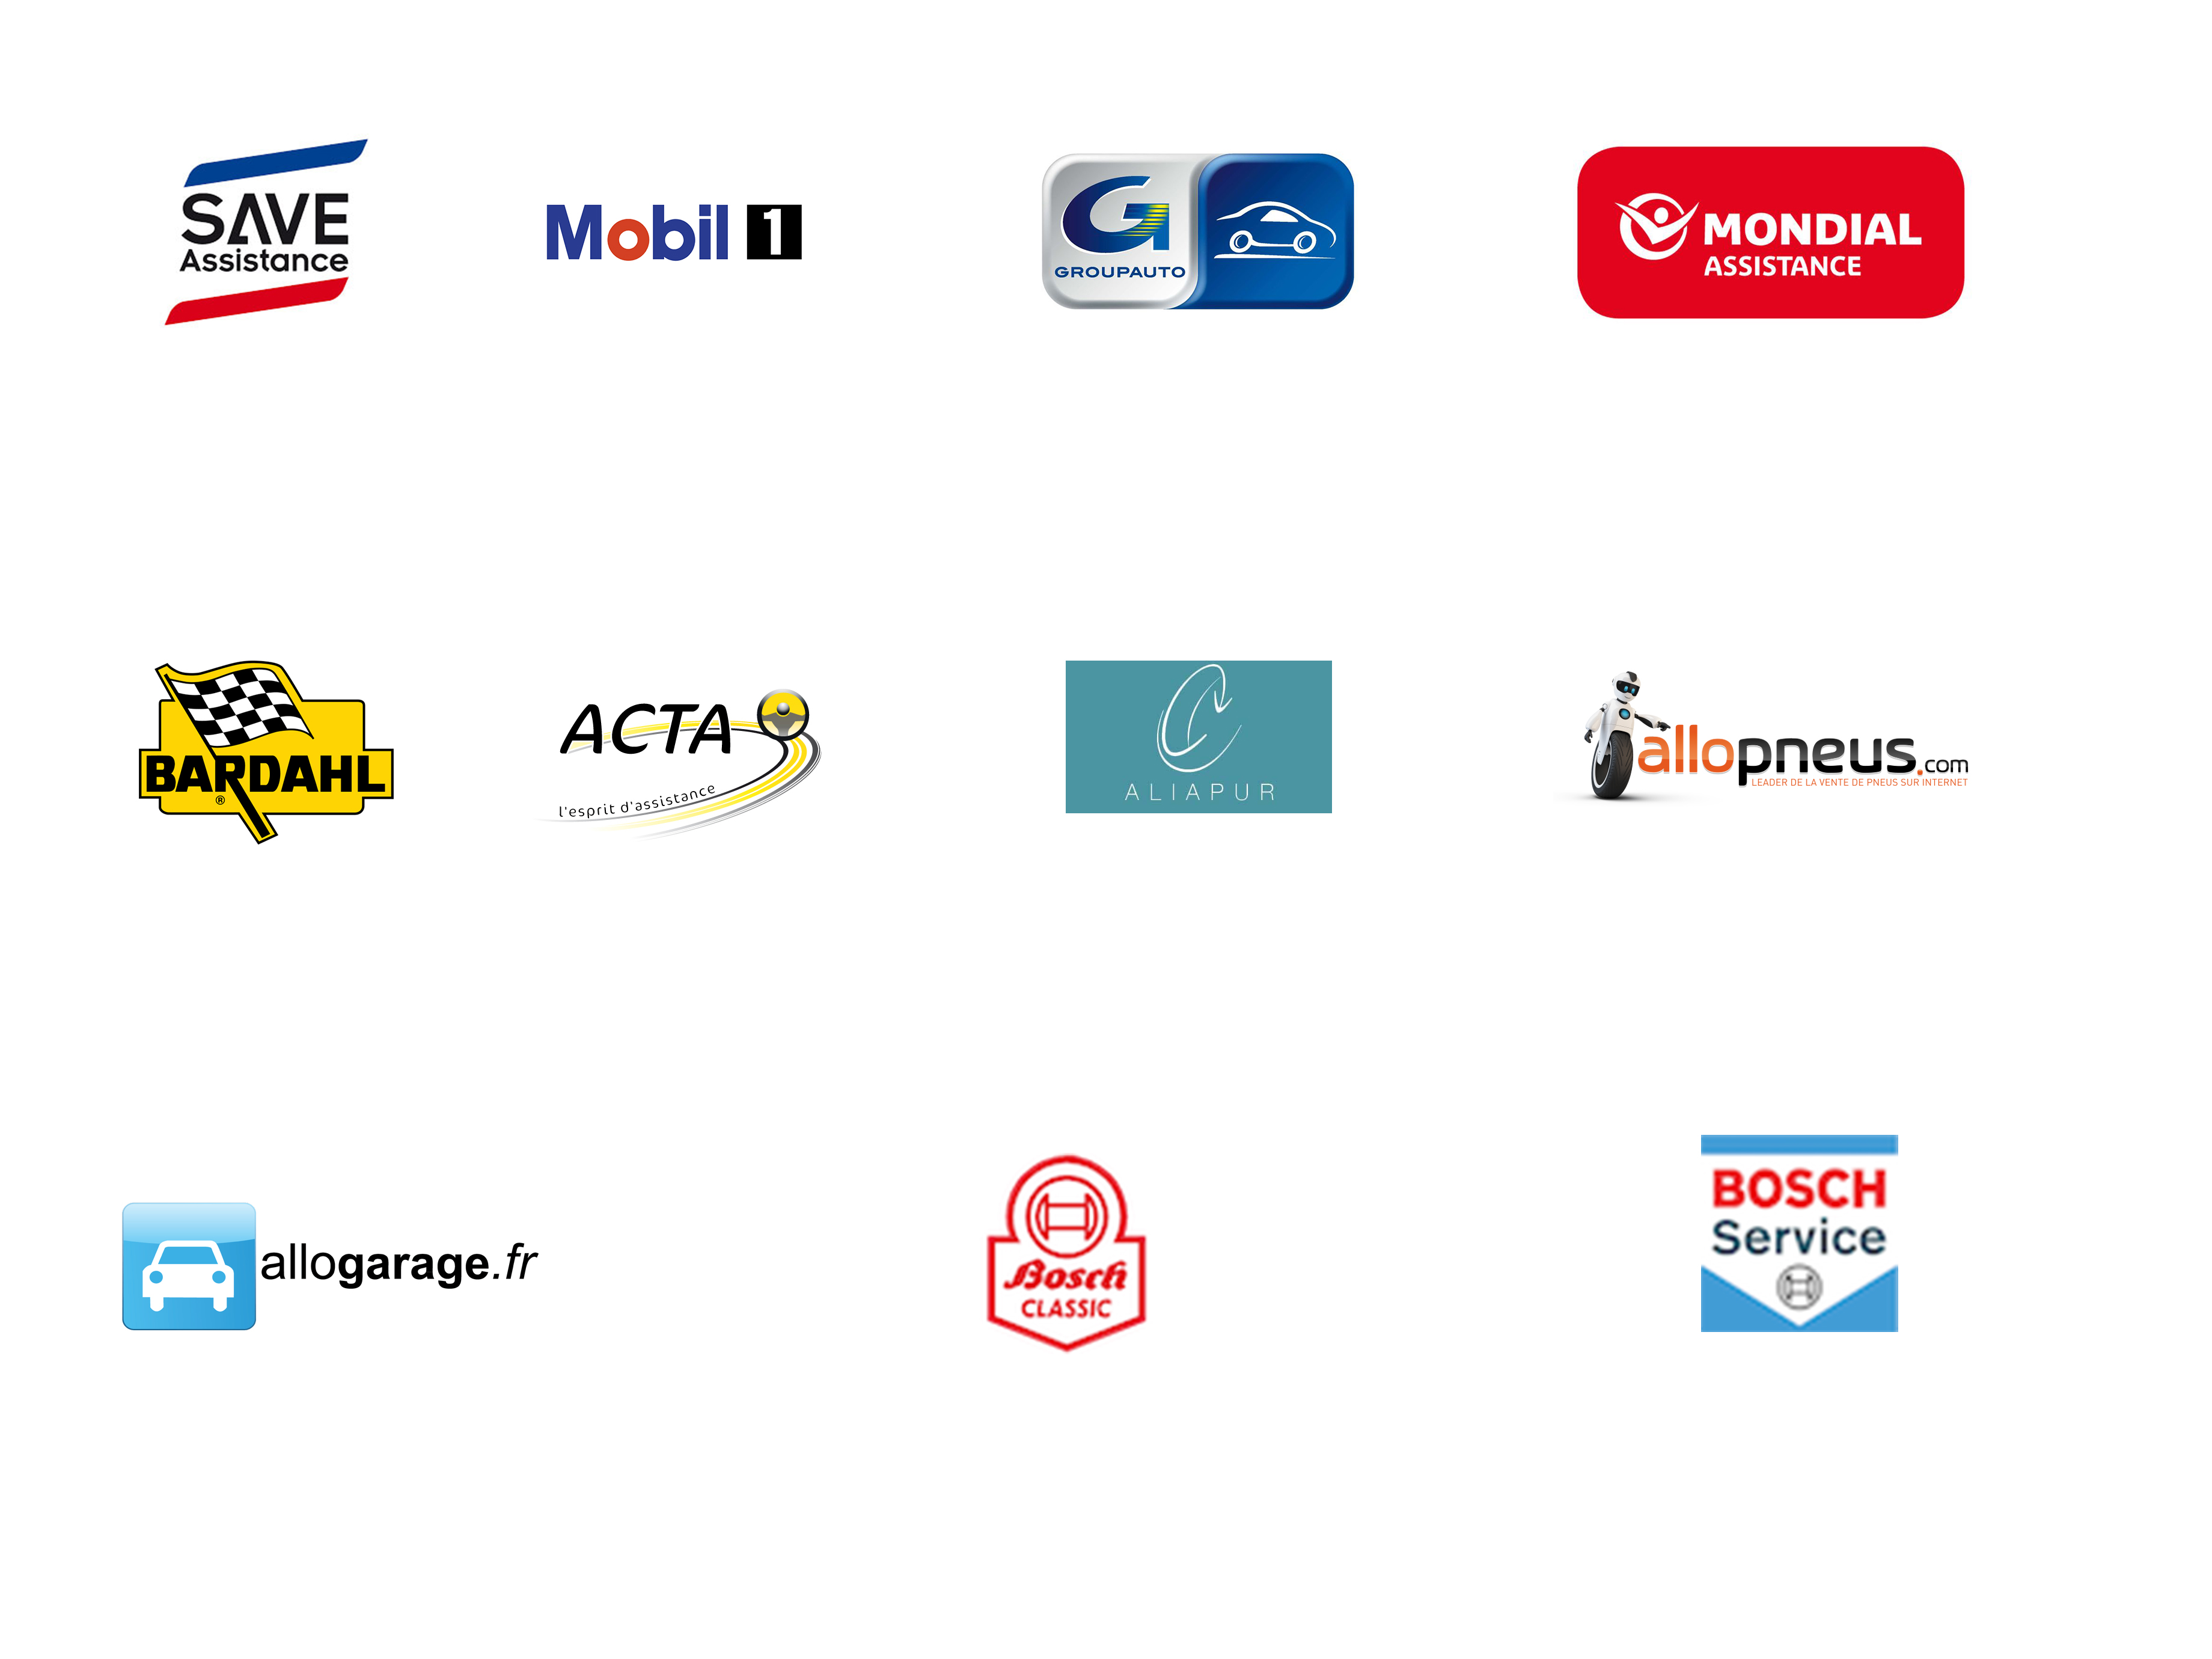 SAVE
Assistance
Mobil 1
GROUPAUTO
MONDIAL
ASSISTANCE
BARDAHL
®
ACTA
l'esprit d'assistance
ALIAPUR
allopneus.com
LEADER DE LA VENTE DE PNEUS SUR INTERNET
allogarage.fr
Bosch
CLASSIC
BOSCH
Service